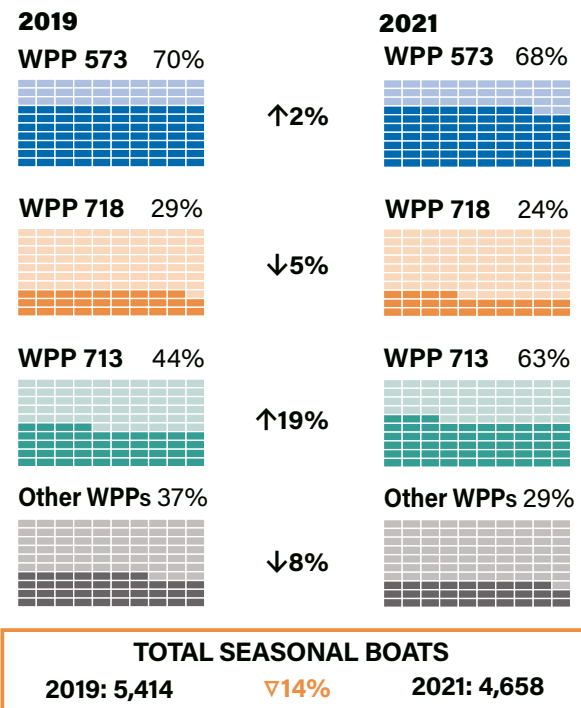 2019 2021
WPP 573 70% WPP 573 68%
↑2%
WPP 718 29% WPP 718 24%
↓5%
WPP 713 44% WPP 713 63%
↑19%
Other WPPs 37% Other WPPs 29%
↓8%
TOTAL SEASONAL BOATS
2019: 5,414 ▽14% 2021: 4,658